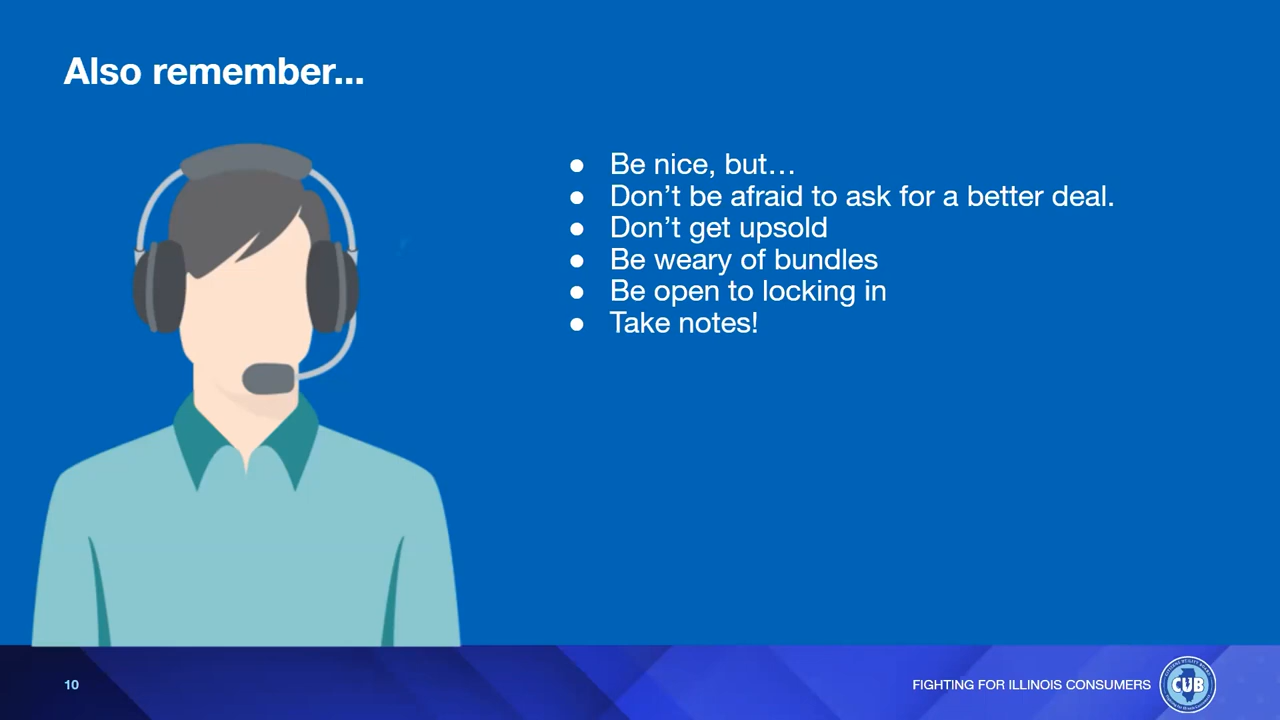 Also remember...
● Be nice, but…
● Don’t be afraid to ask for a better deal.
● Don’t get upsold
● Be weary of bundles
● Be open to locking in
● Take notes!
10
FIGHTING FOR ILLINOIS CONSUMERS
CUB